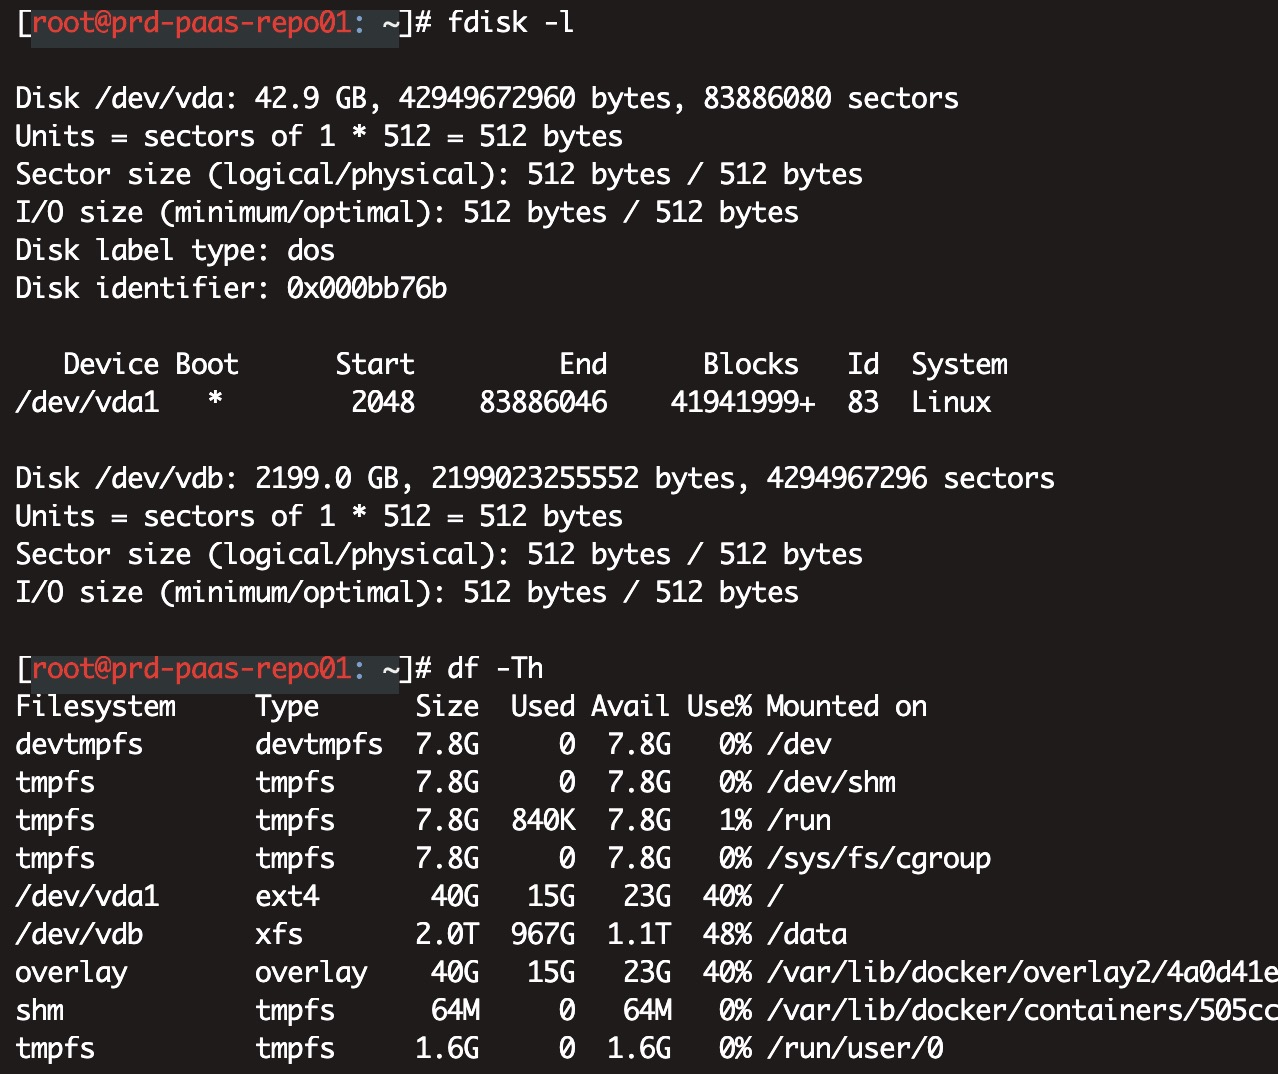 [root@prd-paas-repo01: ~]# fdisk -l
Disk /dev/vda: 42.9 GB, 42949672960 bytes, 83886080 sectors
Units = sectors of 1 * 512 = 512 bytes
Sector size (logical/physical): 512 bytes / 512 bytes
I/O size (minimum/optimal): 512 bytes / 512 bytes
Disk label type: dos
Disk identifier: 0x000bb76b
Device Boot Start End Blocks Id System
/dev/vda1 * 2048 83886046 41941999+ 83 Linux
Disk /dev/vdb: 2199.0 GB, 2199023255552 bytes, 4294967296 sectors
Units = sectors of 1 * 512 = 512 bytes
Sector size (logical/physical): 512 bytes / 512 bytes
I/O size (minimum/optimal): 512 bytes / 512 bytes
[root@prd-paas-repo01: ~]# df -Th
Filesystem Type Size Used Avail Use% Mounted on
devtmpfs devtmpfs 7.8G 0 7.8G 0% /dev
tmpfs tmpfs 7.8G 0 7.8G 0% /dev/shm
tmpfs tmpfs 7.8G 840K 7.8G 1% /run
tmpfs tmpfs 7.8G 0 7.8G 0% /sys/fs/cgroup
/dev/vda1 ext4 40G 15G 23G 40% /
/dev/vdb xfs 2.0T 967G 1.1T 48% /data
overlay overlay 40G 15G 23G 40% /var/lib/docker/overlay2/4a0d41e
shm tmpfs 64M 0 64M 0% /var/lib/docker/containers/505cc
tmpfs tmpfs 1.6G 0 1.6G 0% /run/user/0